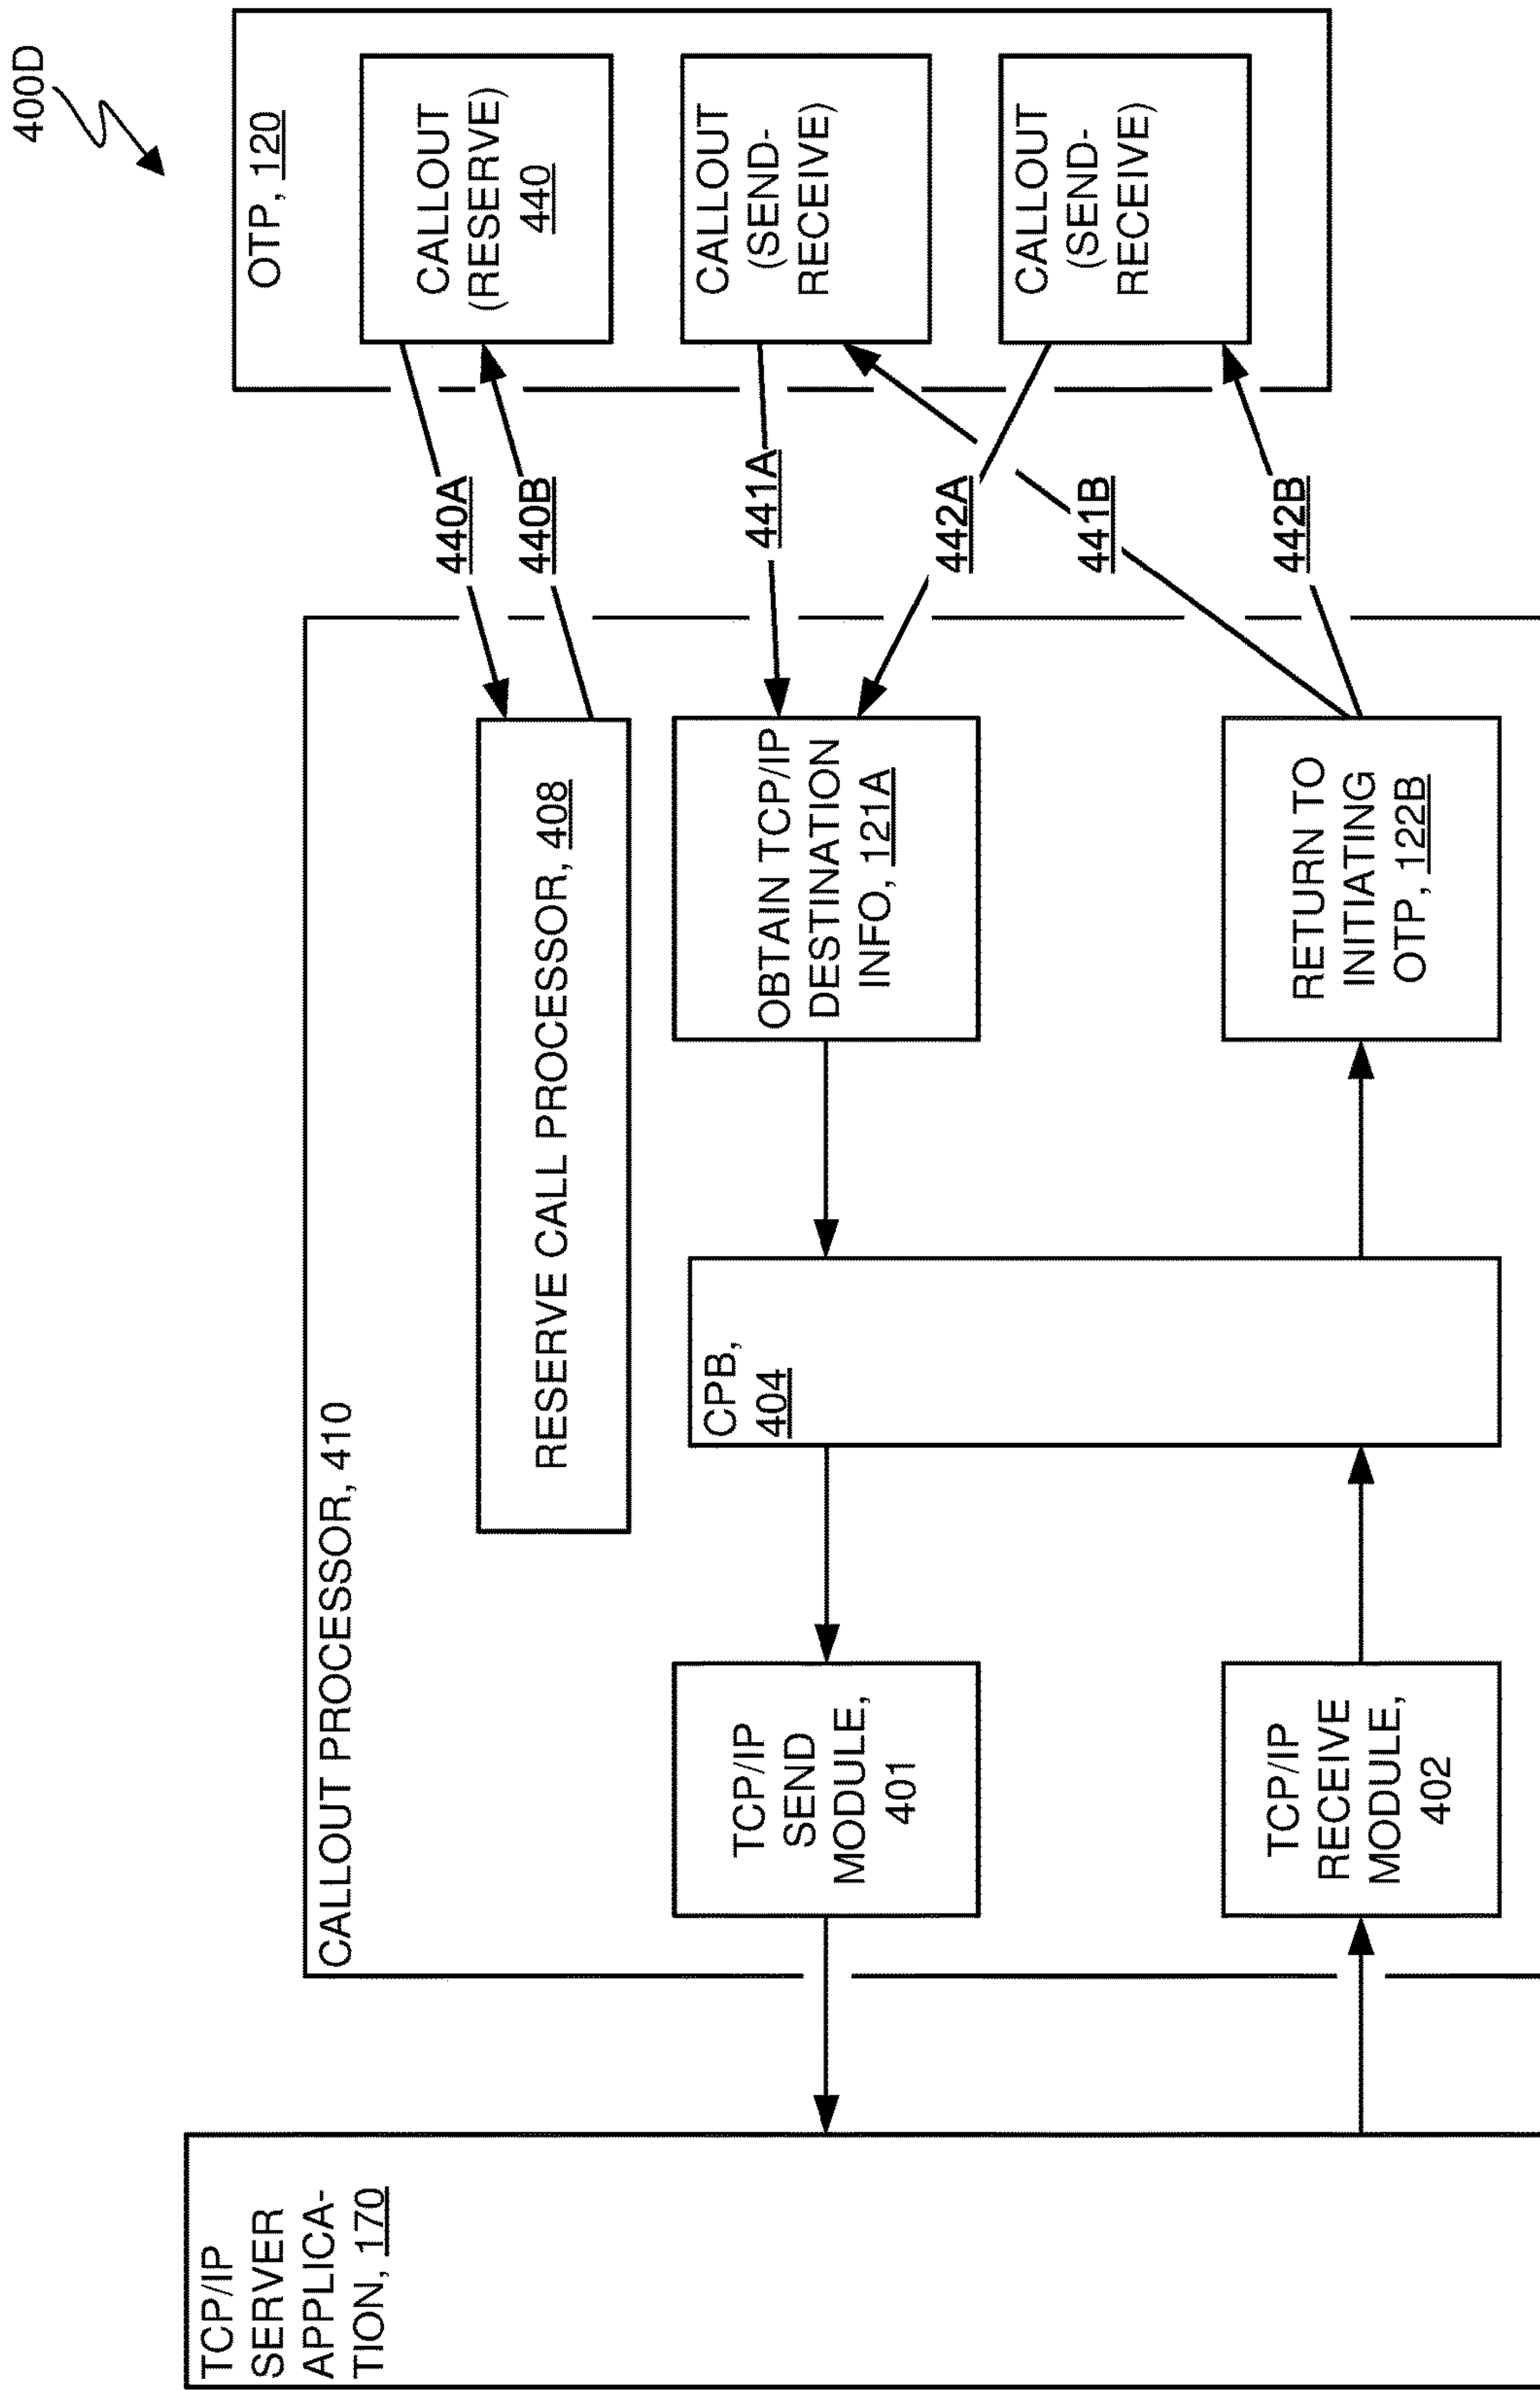 400D
TCP/IP
SERVER
APPLICA-
TION, 170
CALLOUT PROCESSOR, 410
RESERVE CALL PROCESSOR, 408
TCP/IP
SEND
MODULE,
401
CPB,
404
OBTAIN TCP/IP
DESTINATION
INFO, 121A
TCP/IP
RECEIVE
MODULE,
402
RETURN TO
INITIATING
OTP, 122B
440A
440B
441A
442A
441B
442B
OTP, 120
CALLOUT
(RESERVE)
440
CALLOUT
(SEND-
RECEIVE)
CALLOUT
(SEND-
RECEIVE)